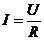 I = U/R